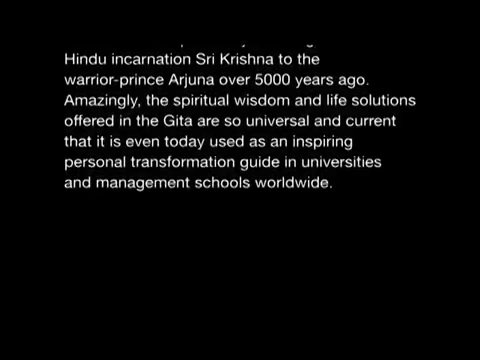 Hindu incarnation Sri Krishna to the
warrior-prince Arjuna over 5000 years ago.
Amazingly, the spiritual wisdom and life solutions
offered in the Gita are so universal and current
that it is even today used as an inspiring
personal transformation guide in universities
and management schools worldwide.